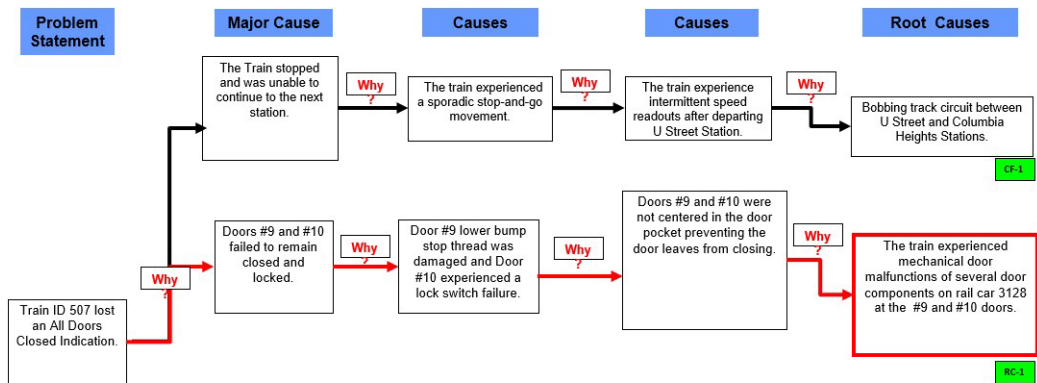 Problem
Statement
Major Cause
Causes
Causes
Root Causes
The Train stopped
and was unable to
continue to the next
station.
Why
?
The train experienced
a sporadic stop-and-go
movement.
Why
?
The train experience
intermittent speed
readouts after departing
U Street Station.
Why
?
Bobbing track circuit between
U Street and Columbia
Heights Stations.
CF-1
Train ID 507 lost
an All Doors
Closed Indication.
Why
?
Doors #9 and #10
failed to remain
closed and
locked.
Why
?
Door #9 lower bump
stop thread was
damaged and Door
#10 experienced a
lock switch failure.
Why
?
Doors #9 and #10 were
not centered in the door
pocket preventing the
door leaves from closing.
Why
?
The train experienced
mechanical door
malfunctions of several door
components on rail car 3128
at the #9 and #10 doors.
RC-1